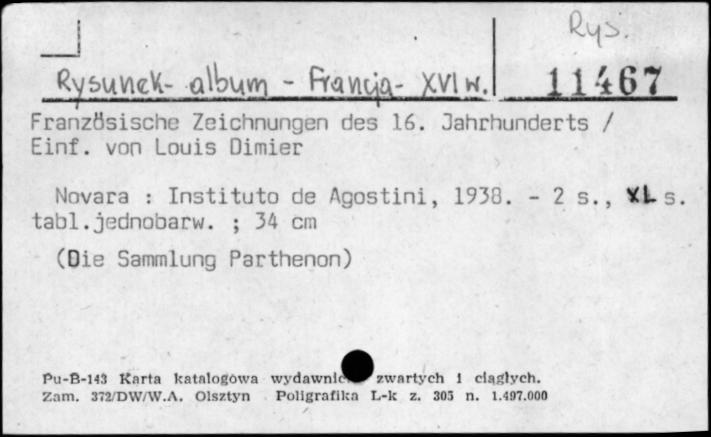 Rys.
Rysunek - album - Francja - XVI w. 11467
Französische Zeichnungen des 16. Jahrhunderts /
Einf. von Louis Dimier
Novara : Instituto de Agostini, 1938. - 2 s., XL s.
tabl.jednobarw. ; 34 cm
(Die Sammlung Parthenon)
Pu-B-143 Karta katalogowa zwartych i ciągłych.
Zam. 372/DW/W.A. Olsztyn Poligrafika L-k z. 305 n. 1.497.000